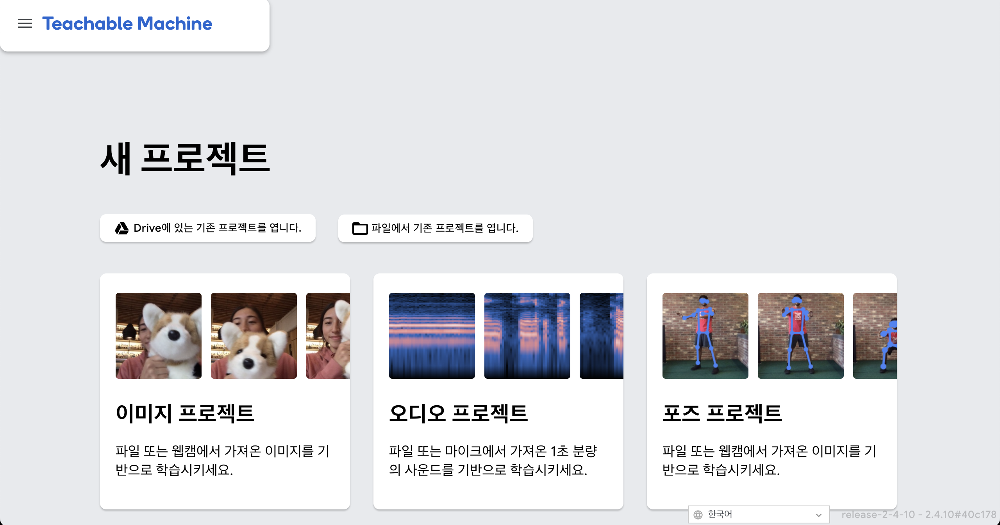 Teachable Machine
새 프로젝트
Drive에 있는 기존 프로젝트를 엽니다.
파일에서 기존 프로젝트를 엽니다.
이미지 프로젝트
파일 또는 웹캠에서 가져온 이미지를 기
반으로 학습시키세요.
오디오 프로젝트
파일 또는 마이크에서 가져온 1초 분량
의 사운드를 기반으로 학습시키세요.
포즈 프로젝트
파일 또는 웹캠에서 가져온 이미지를 기
반으로 학습시키세요.
한국어
release-2-4-10 - 2.4.10#40c178